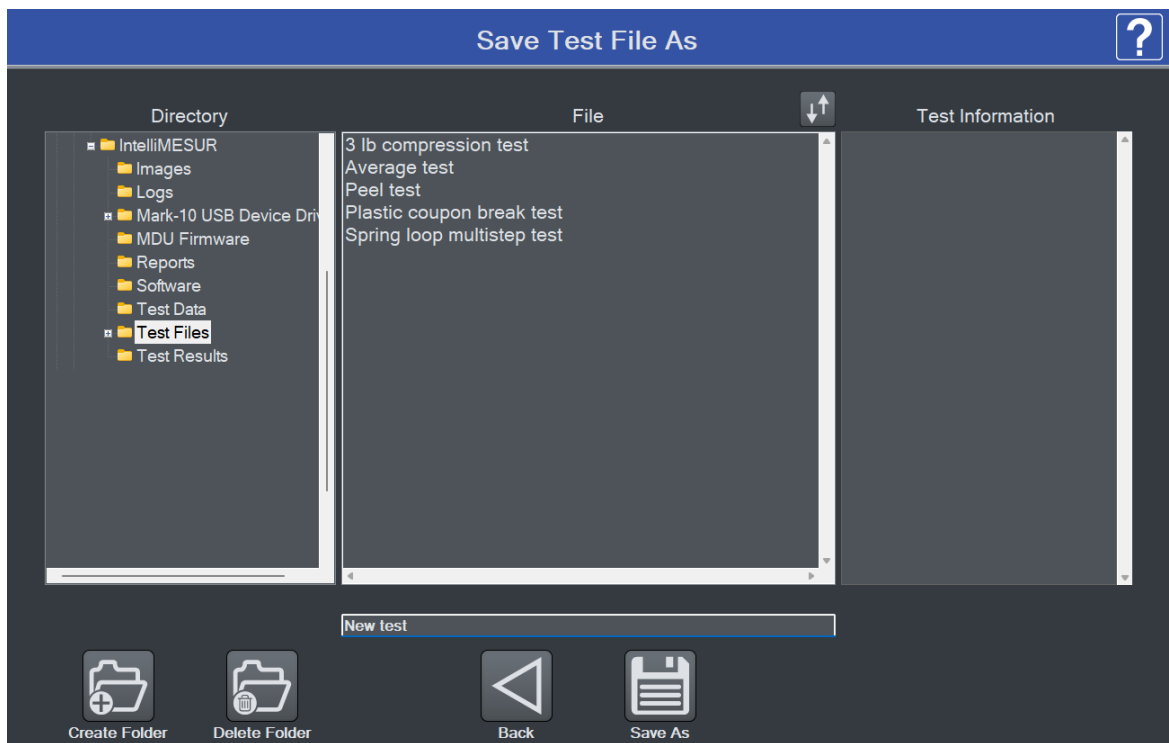 Save Test File As
?
Directory
File
Test Information
IntelliMESUR
Images
Logs
Mark-10 USB Device Driv
MDU Firmware
Reports
Software
Test Data
Test Files
Test Results
3 lb compression test
Average test
Peel test
Plastic coupon break test
Spring loop multistep test
New test
Create Folder
Delete Folder
Back
Save As